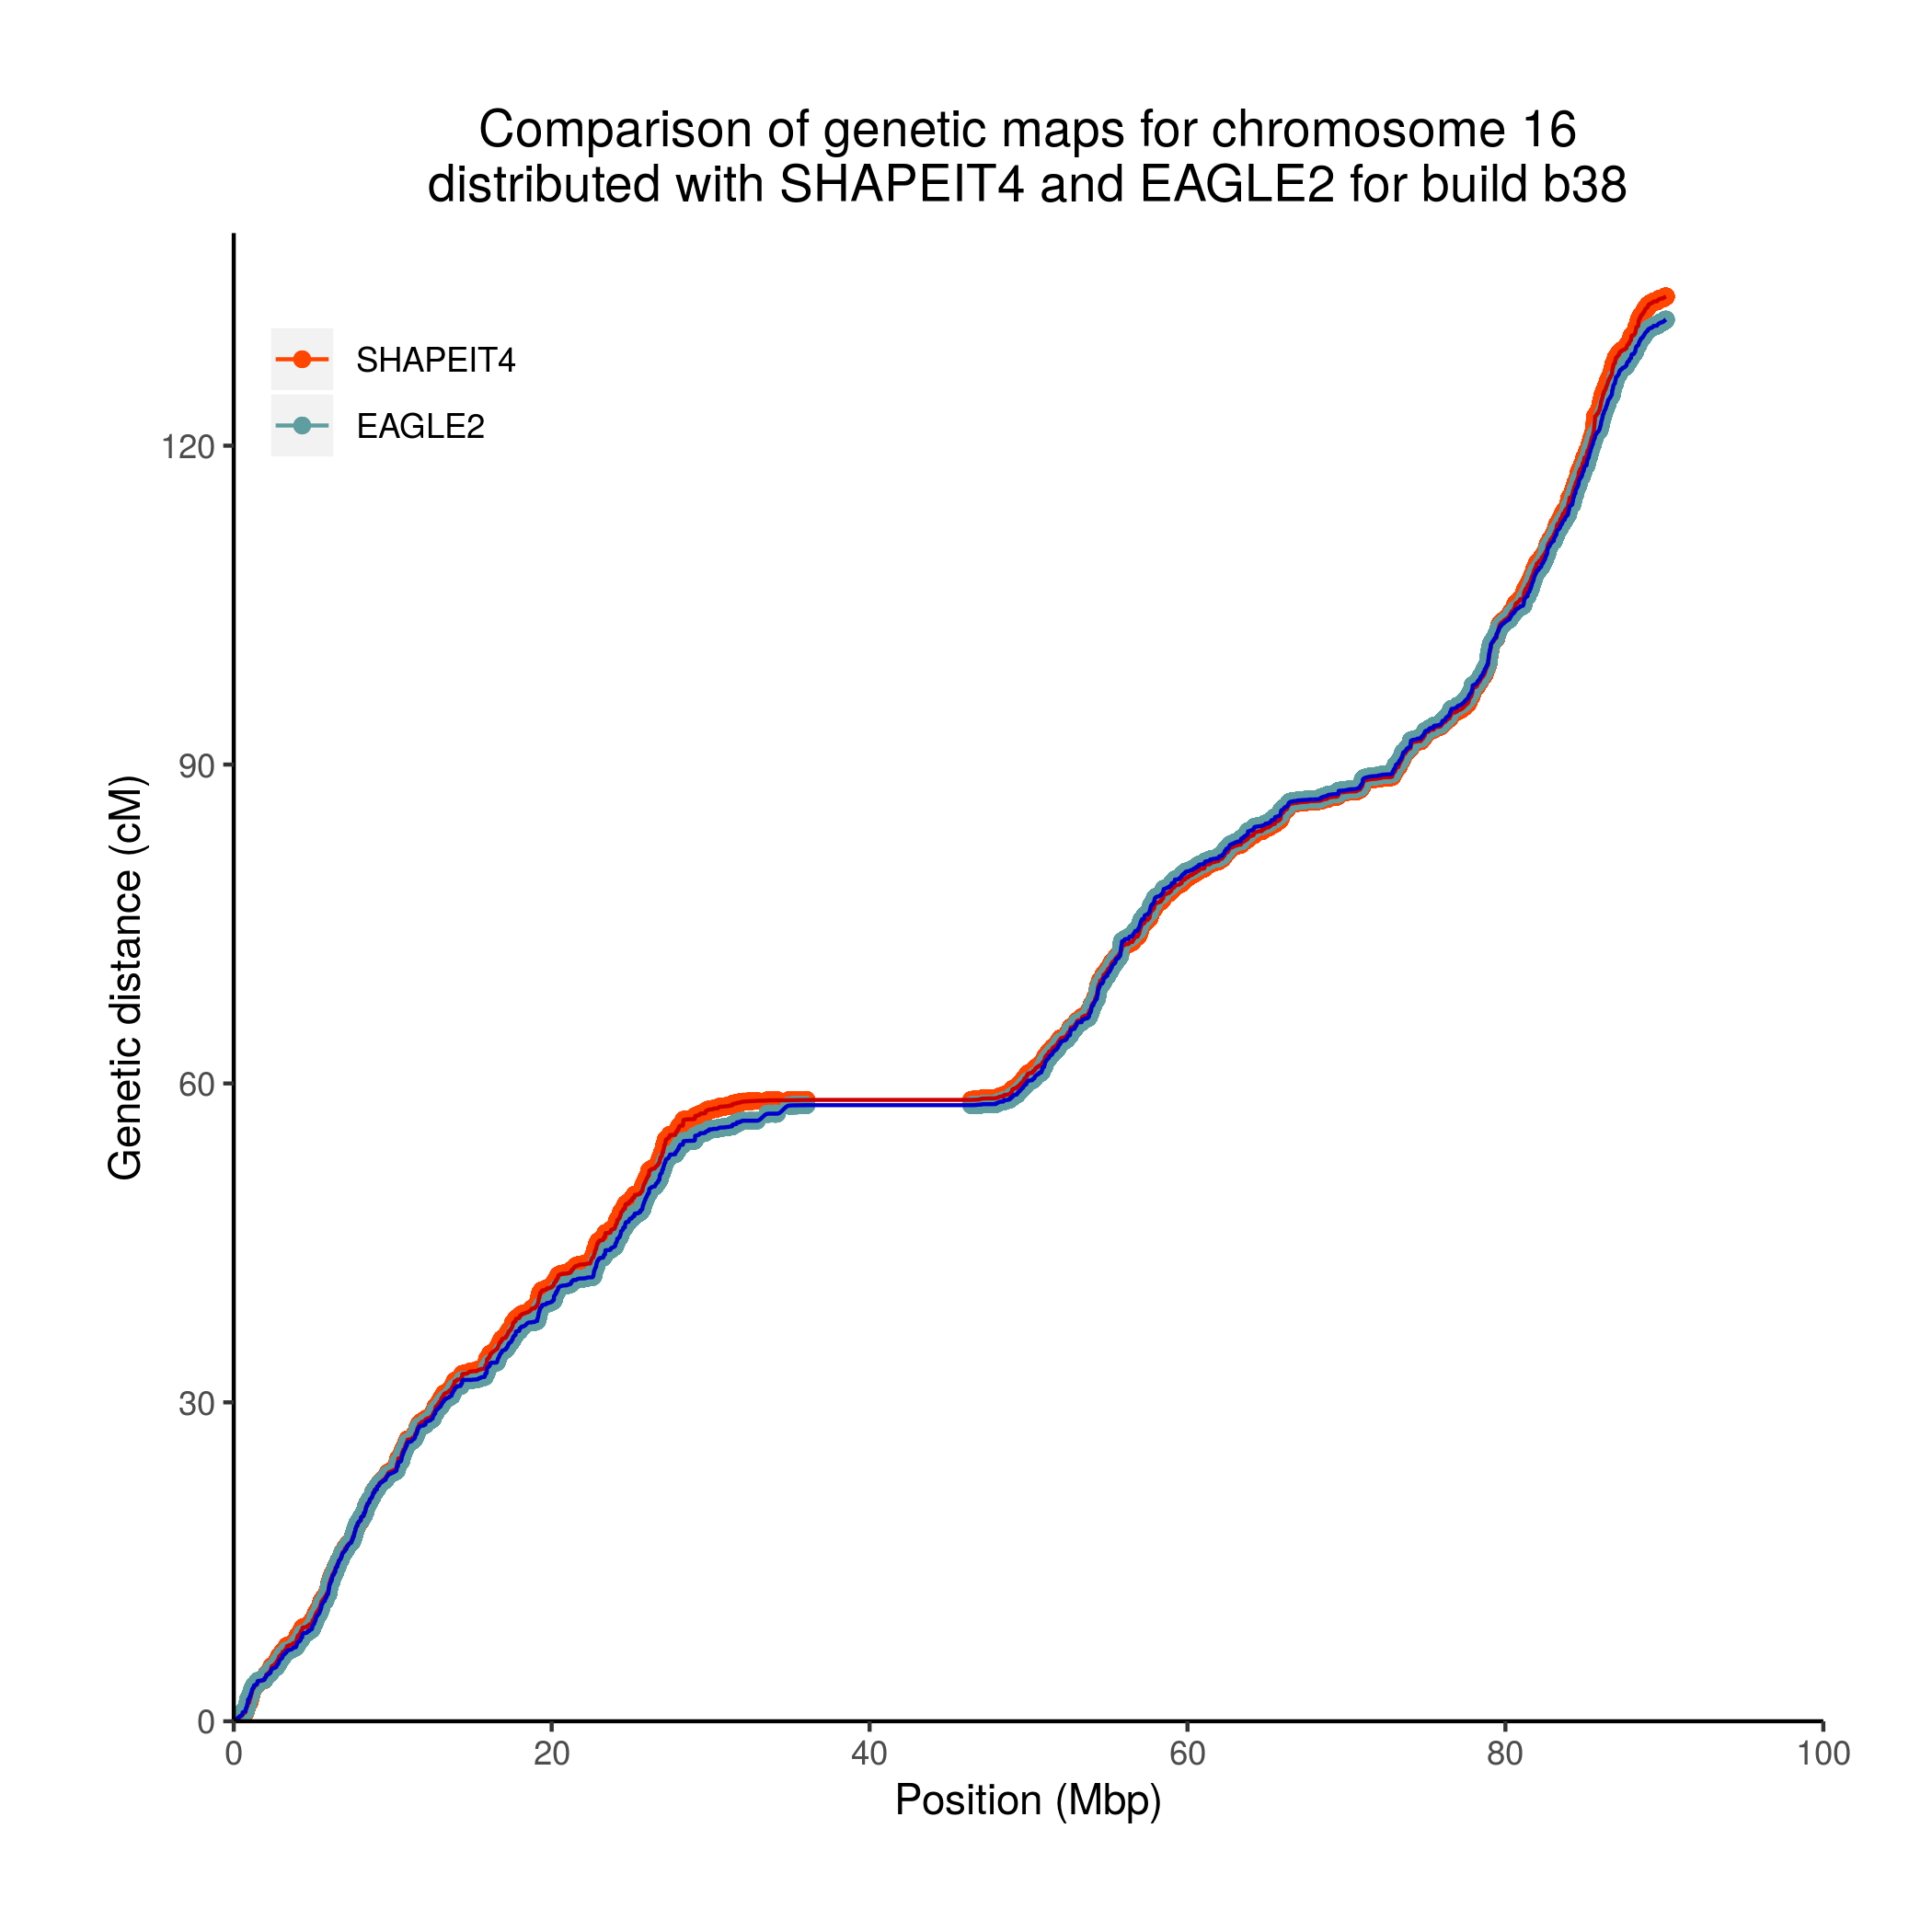 Comparison of genetic maps for chromosome 16
distributed with SHAPEIT4 and EAGLE2 for build b38
SHAPEIT4
EAGLE2
Genetic distance (cM)
120
90
60
30
0
0 20 40 60 80 100
Position (Mbp)